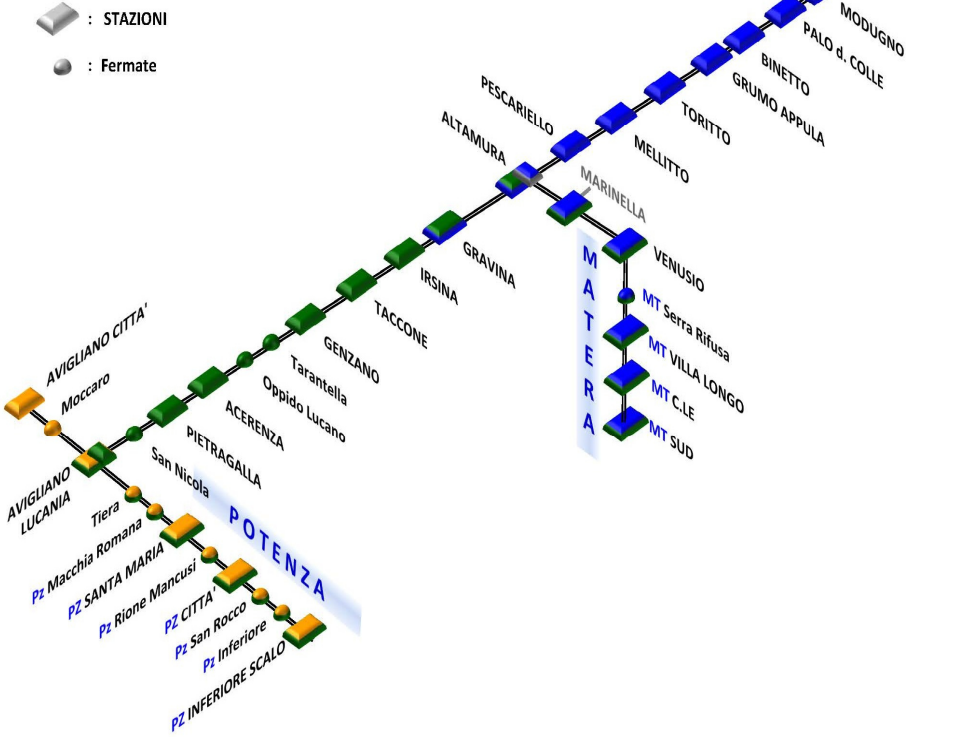 : STAZIONI
: Fermate
MODUGNO
PALO d. COLLE
BINETTO
GRUMO APPULA
TORITTO
MELLITTO
PESCARIELLO
ALTAMURA
MARINELLA
VENUSIO
MT Serra Rifusa
MT VILLA LONGO
MT C.LE
MT SUD
MATERA
GRAVINA
IRSINA
TACCONE
GENZANO
Tarantella
Oppido Lucano
ACERENZA
PIETRAGALLA
San Nicola
AVIGLIANO CITTA'
Moccaro
AVIGLIANO
LUCANIA
Tiera
Pz Macchia Romana
PZ SANTA MARIA
Pz Rione Mancusi
PZ CITTA'
Pz San Rocco
Pz Inferiore
PZ INFERIORE SCALO
POTENZA